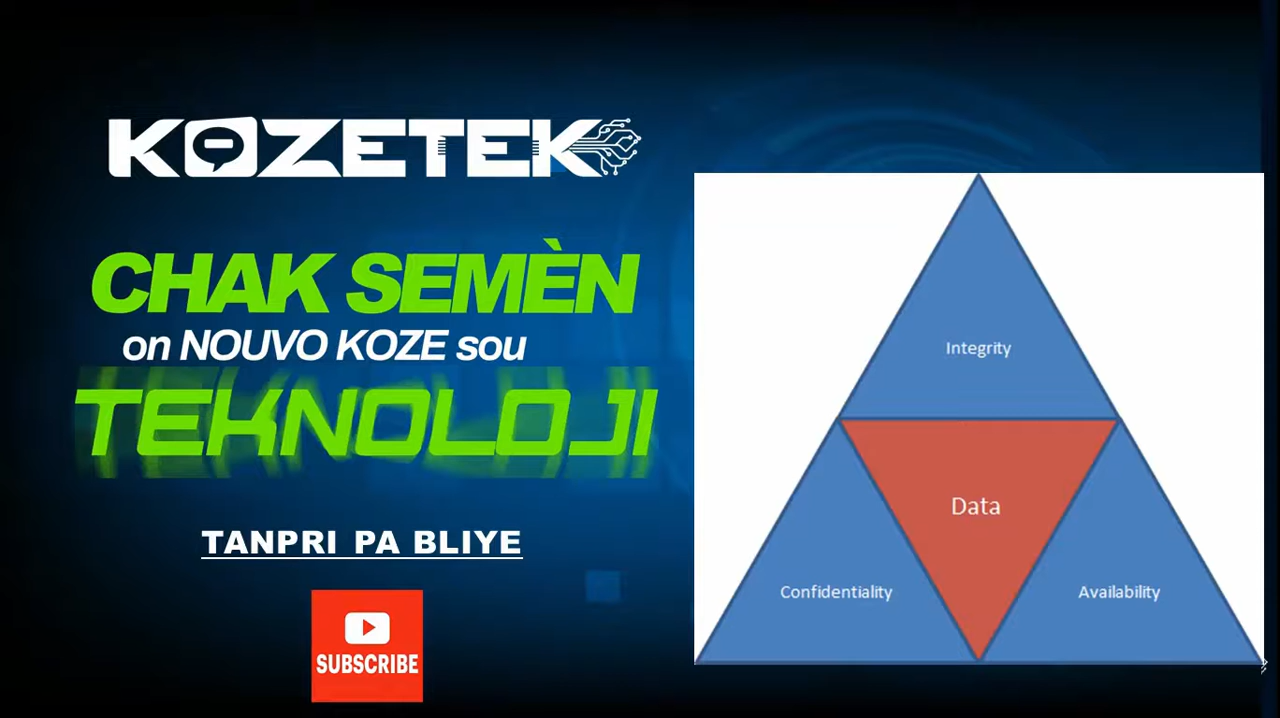 KOZETEK
CHAK SEMÈN
on NOUVO KOZE sou
TEKNOLOJI
TANPRI PA BLIYE
SUBSCRIBE
Integrity
Data
Confidentiality
Availability